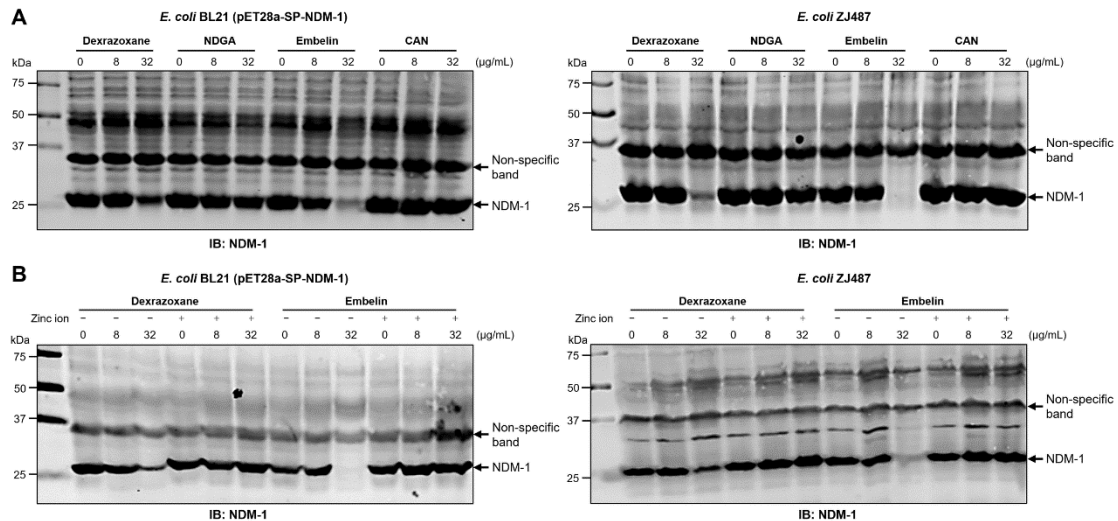 A
E. coli BL21 (pET28a-SP-NDM-1)
Dexrazoxane NDGA Embelin CAN
kDa 0 8 32 0 8 32 0 8 32 0 8 32 (μg/mL)
75
50
37
25
Non-specific
band
NDM-1
IB: NDM-1
E. coli ZJ487
Dexrazoxane NDGA Embelin CAN
kDa 0 8 32 0 8 32 0 8 32 0 8 32 (μg/mL)
75
50
37
25
Non-specific
band
NDM-1
IB: NDM-1
B
E. coli BL21 (pET28a-SP-NDM-1)
Dexrazoxane Embelin
Zinc ion − − − + + + − − − + + +
kDa 0 8 32 0 8 32 0 8 32 0 8 32 (μg/mL)
75
50
37
25
Non-specific
band
NDM-1
IB: NDM-1
E. coli ZJ487
Dexrazoxane Embelin
Zinc ion − − − + + + − − − + + +
kDa 0 8 32 0 8 32 0 8 32 0 8 32 (μg/mL)
75
50
37
25
Non-specific
band
NDM-1
IB: NDM-1